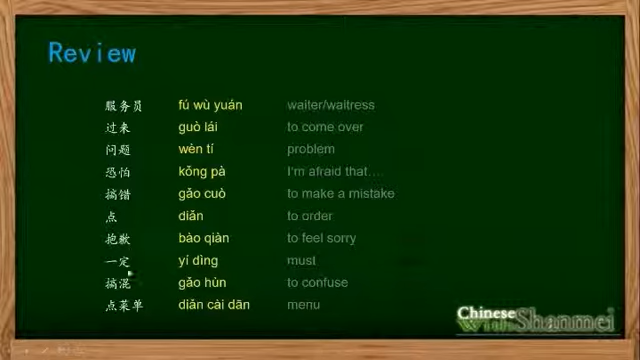 Review
服务员 fú wù yuán waiter/waitress
过来 guò lái to come over
问题 wèn tí problem
恐怕 kǒng pà I'm afraid that....
搞错 gǎo cuò to make a mistake
点 diǎn to order
抱歉 bào qiàn to feel sorry
一定 yí dìng must
搞混 gǎo hùn to confuse
点菜单 diǎn cài dān menu
Chinese
With Shanmei